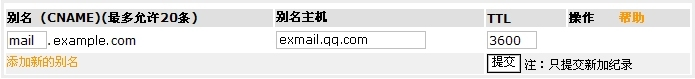 别名 (CNAME)(最多允许20条) 别名主机 TTL 操作 帮助
mail .example.com exmail.qq.com 3600
添加新的别名 提交 注：只提交新加纪录